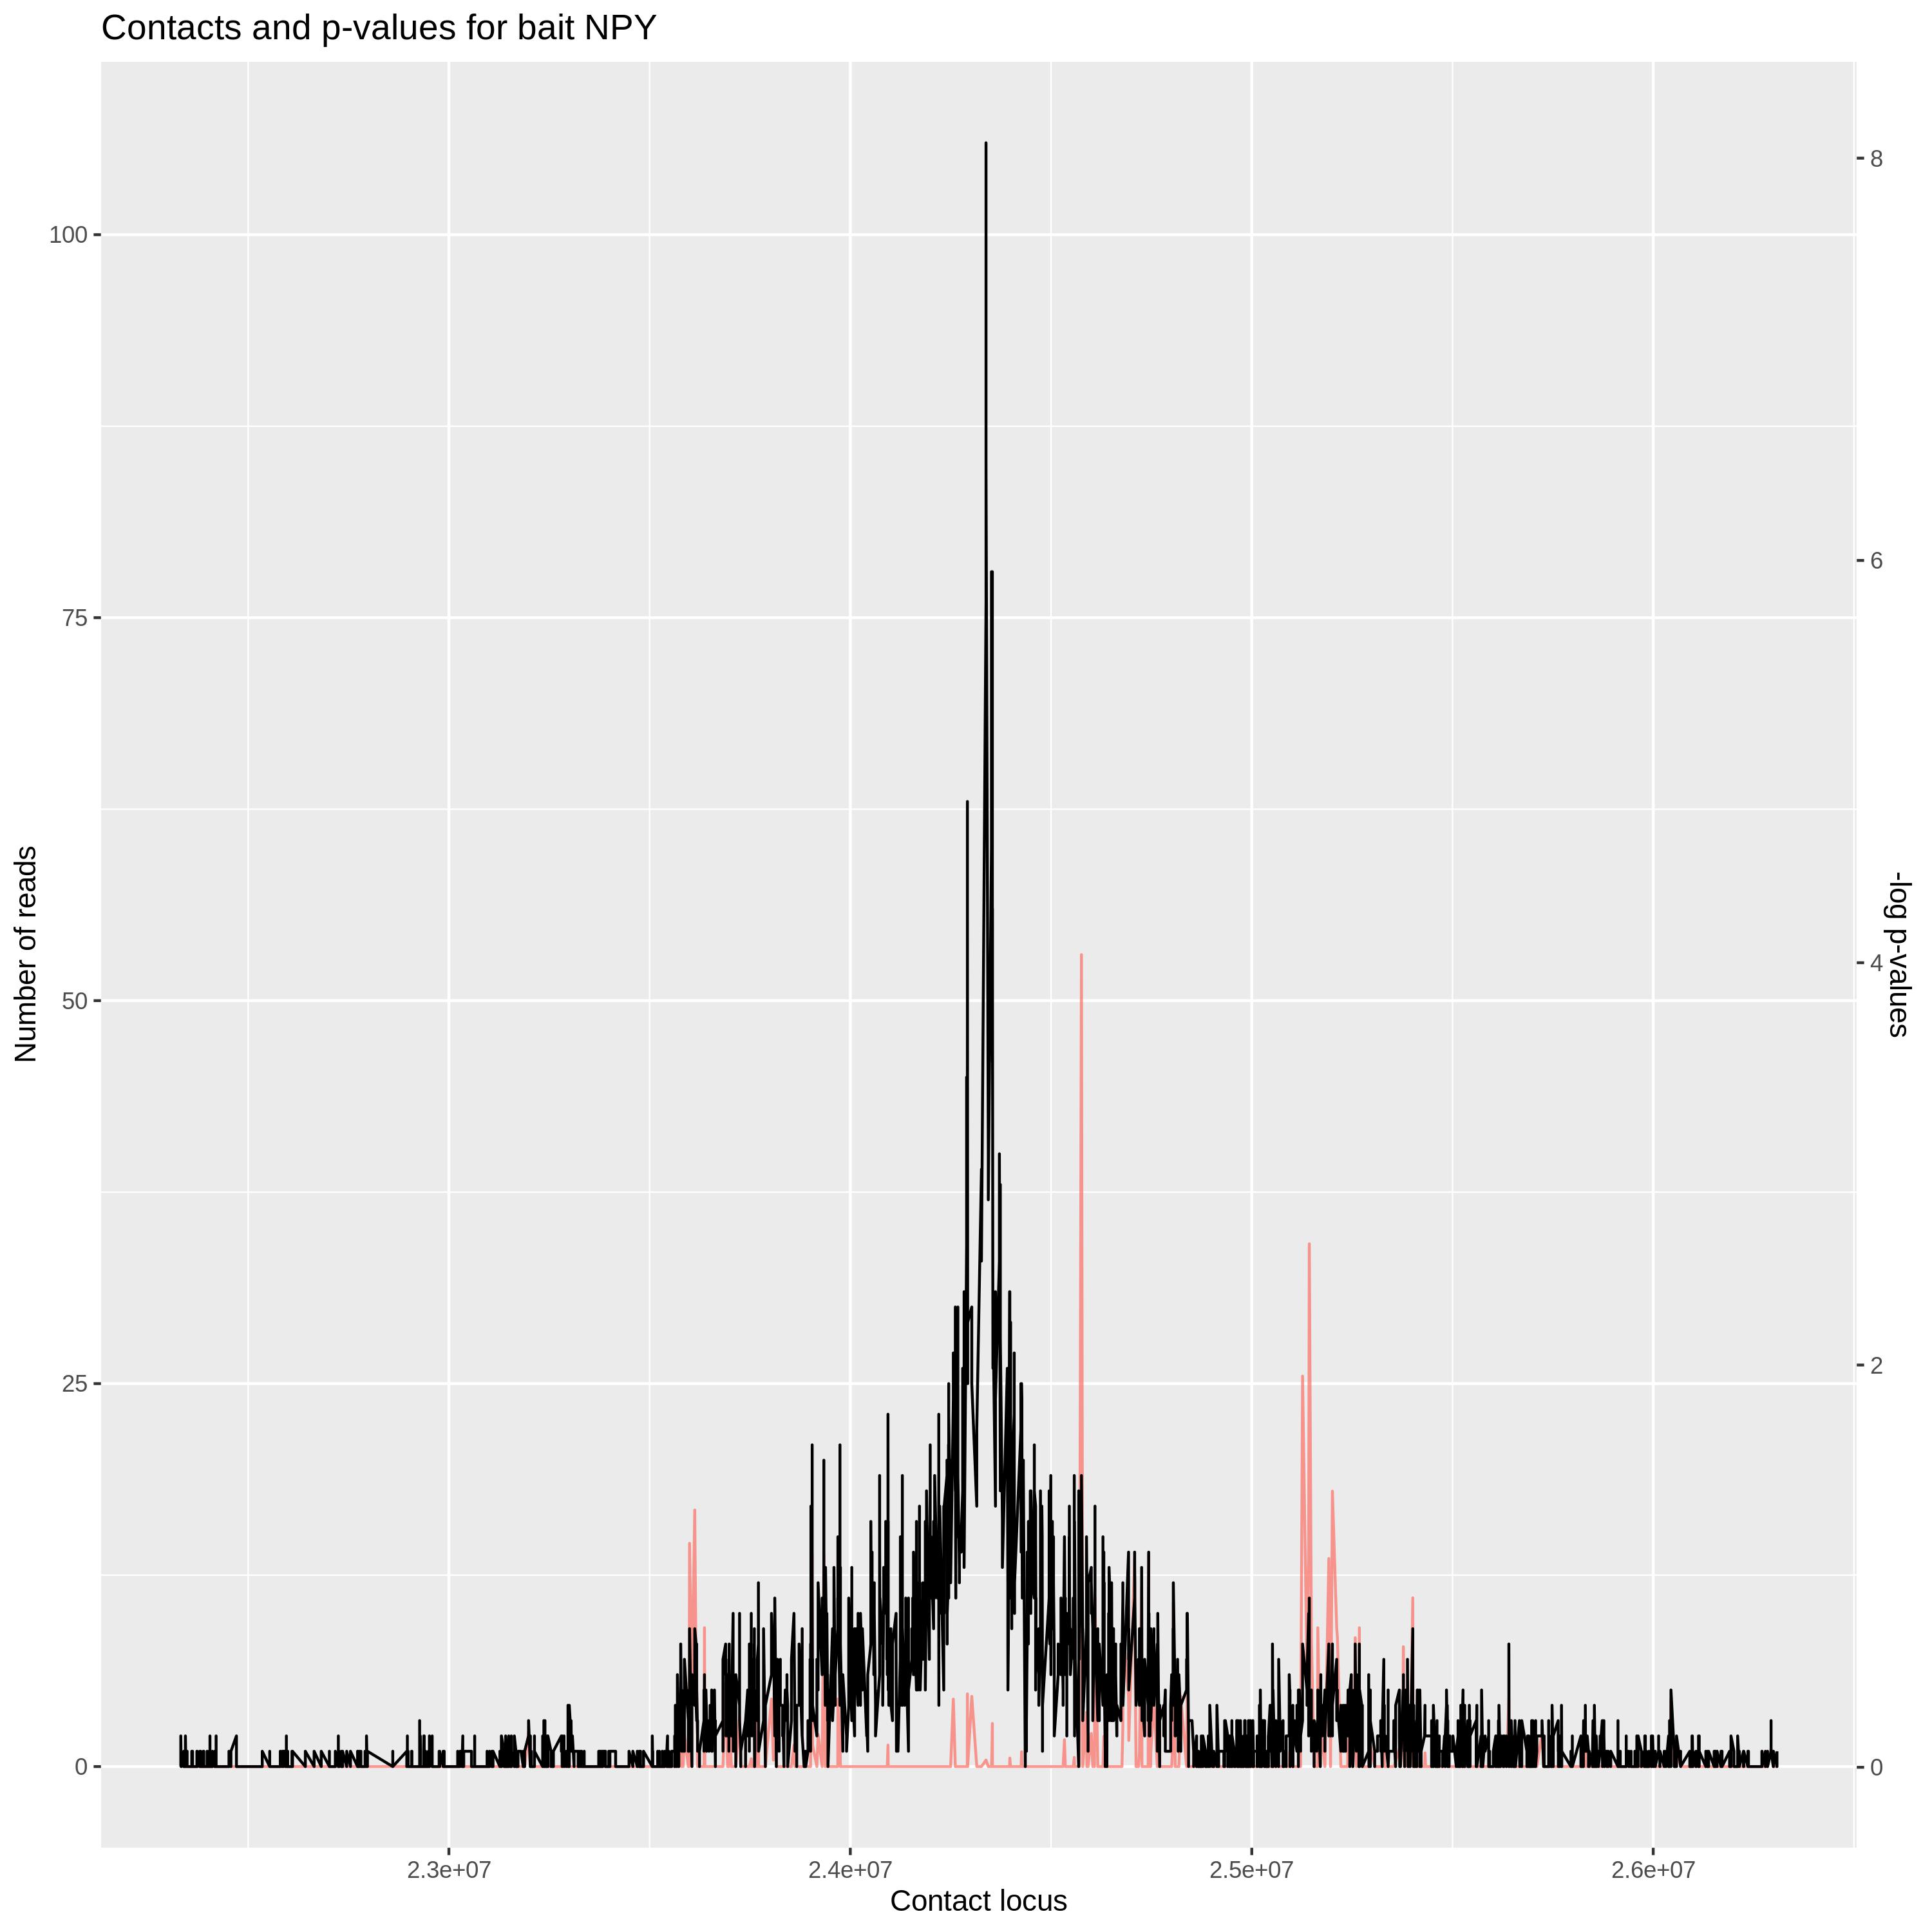 Contacts and p-values for bait NPY
100
75
50
25
0
Number of reads
8
6
4
2
0
-log p-values
2.3e+07
2.4e+07
2.5e+07
2.6e+07
Contact locus